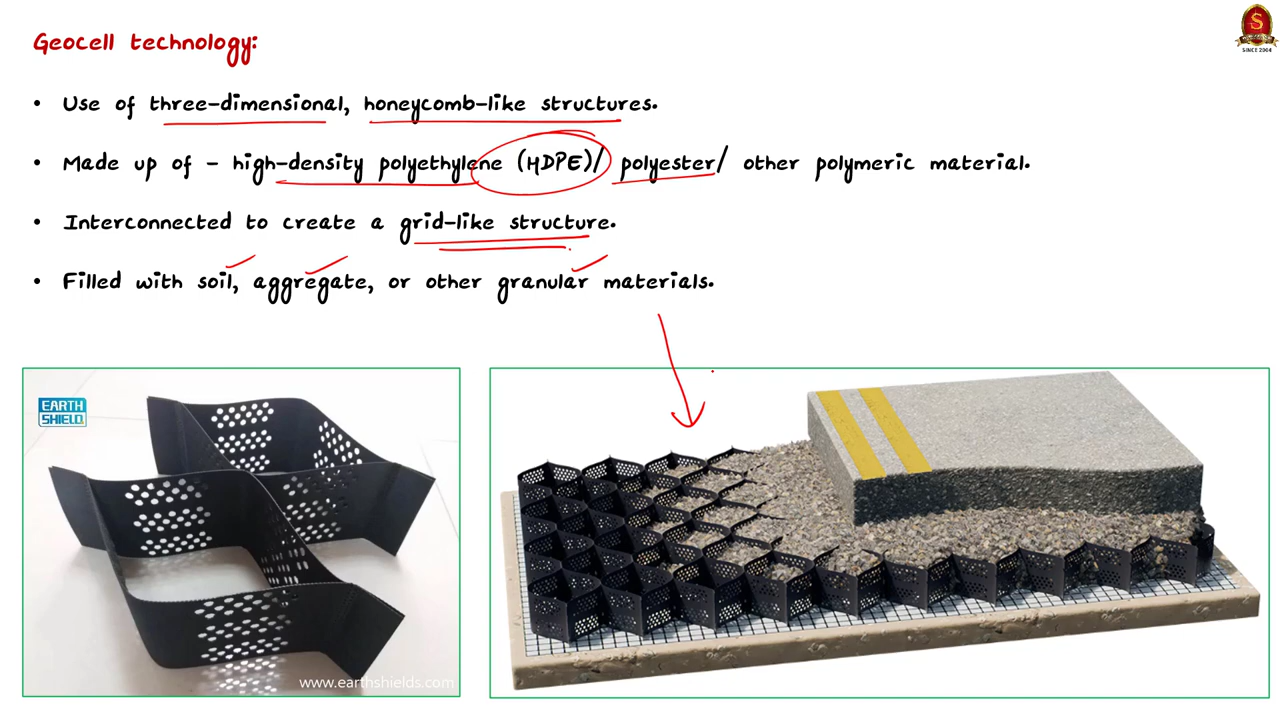 Geocell technology:
• Use of three-dimensional, honeycomb-like structures.
• Made up of - high-density polyethylene (HDPE)/ polyester/ other polymeric material.
• Interconnected to create a grid-like structure.
• Filled with soil, aggregate, or other granular materials.
S
SINCE 2004
EARTH
SHIELD
www.earthshields.com